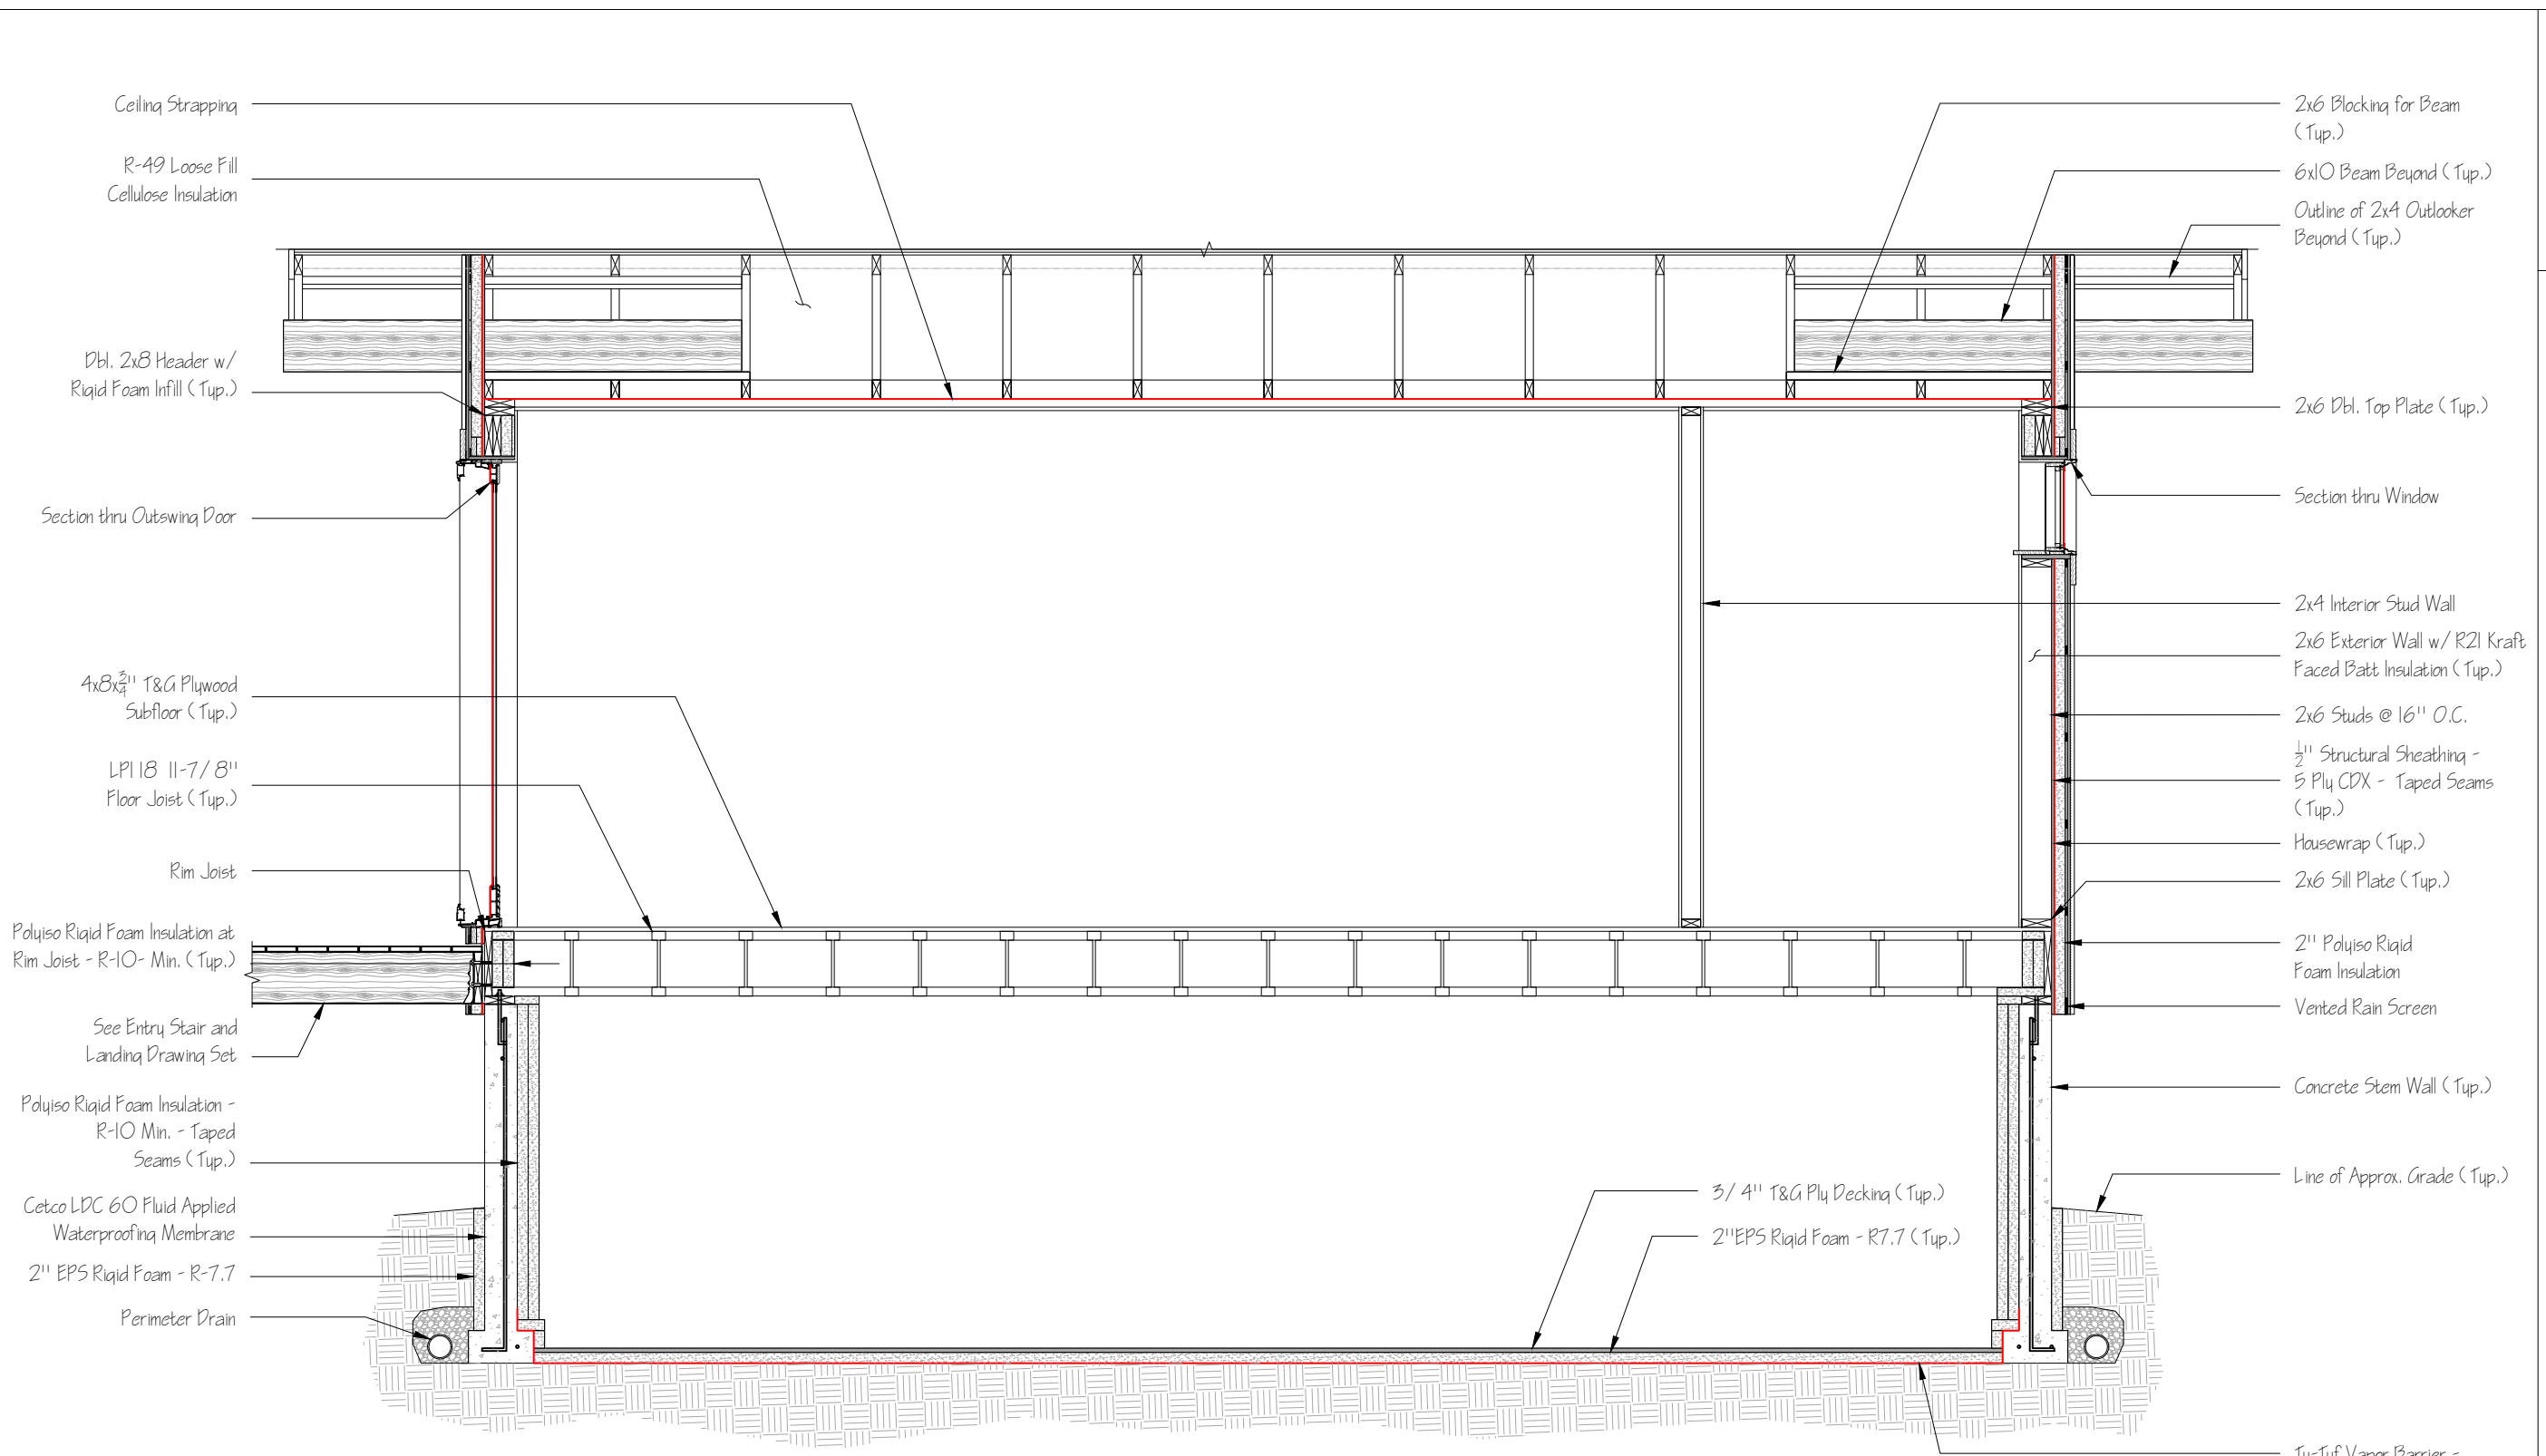 Ceiling Strapping
R-49 Loose Fill
Cellulose Insulation
Dbl. 2x8 Header w/
Rigid Foam Infill (Typ.)
Section thru Outswing Door
4x8x3/4" T&G Plywood
Subfloor (Typ.)
LPI 18 11-7/8"
Floor Joist (Typ.)
Rim Joist
Polyiso Rigid Foam Insulation at
Rim Joist - R-10- Min. (Typ.)
See Entry Stair and
Landing Drawing Set
Polyiso Rigid Foam Insulation -
R-10 Min. - Taped
Seams (Typ.)
Cetco LDC 60 Fluid Applied
Waterproofing Membrane
2" EPS Rigid Foam - R-7.7
Perimeter Drain
3/4" T&G Ply Decking (Typ.)
2"EPS Rigid Foam - R7.7 (Typ.)
2x6 Blocking for Beam
(Typ.)
6x10 Beam Beyond (Typ.)
Outline of 2x4 Outlooker
Beyond (Typ.)
2x6 Dbl. Top Plate (Typ.)
Section thru Window
2x4 Interior Stud Wall
2x6 Exterior Wall w/ R21 Kraft
Faced Batt Insulation (Typ.)
2x6 Studs @ 16" O.C.
1/2" Structural Sheathing -
5 Ply CDX - Taped Seams
(Typ.)
Housewrap (Typ.)
2x6 Sill Plate (Typ.)
2" Polyiso Rigid
Foam Insulation
Vented Rain Screen
Concrete Stem Wall (Typ.)
Line of Approx. Grade (Typ.)
Tu-Tuf Vapor Barrier -